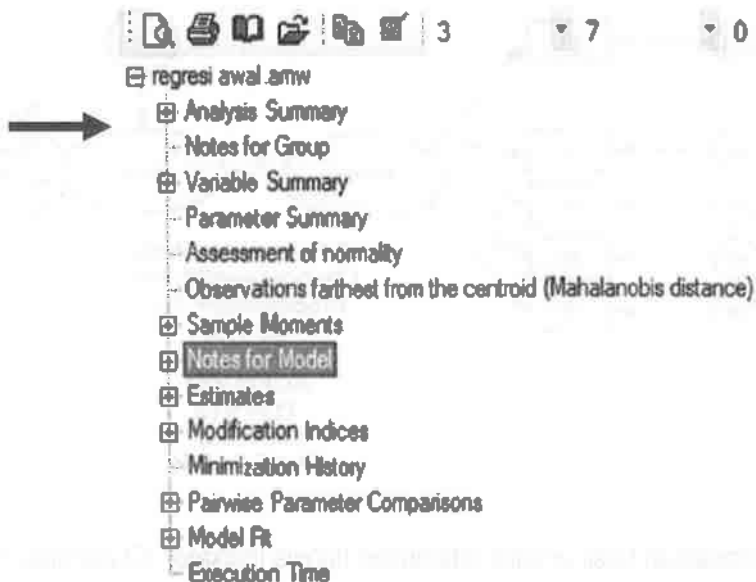 3 7 0
regresi awal.amw
Analysis Summary
Notes for Group
Variable Summary
Parameter Summary
Assessment of normality
Observations farthest from the centroid (Mahalanobis distance)
Sample Moments
Notes for Model
Estimates
Modification Indices
Minimization History
Pairwise Parameter Comparisons
Model Fit
Execution Time